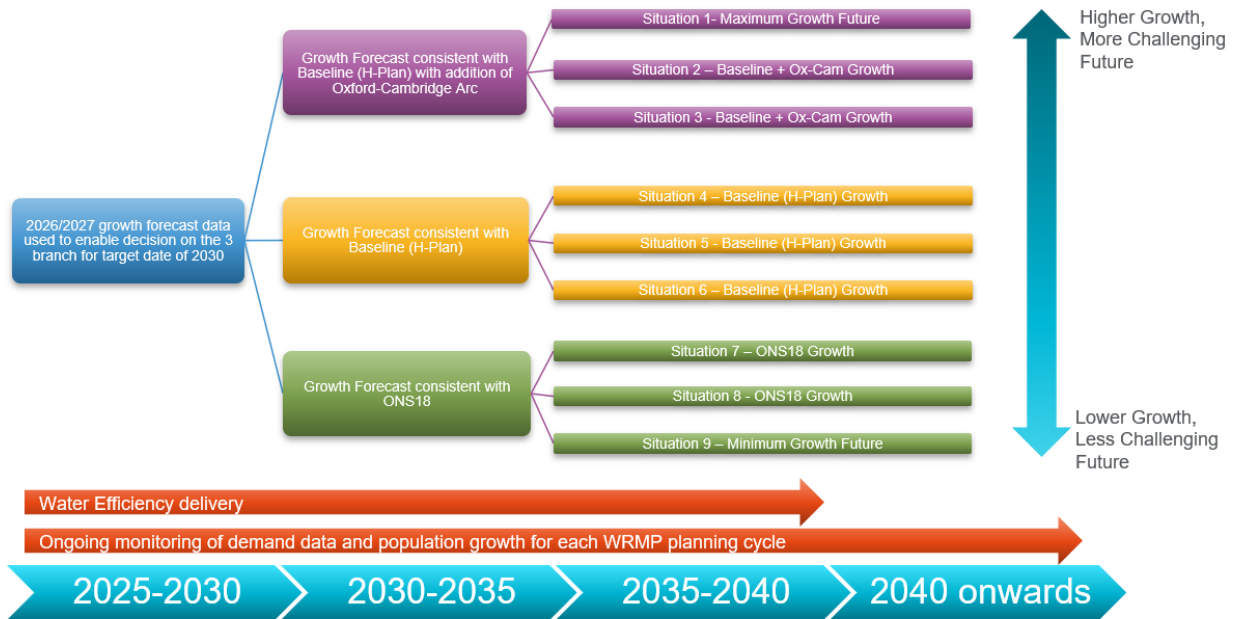 Situation 1- Maximum Growth Future
Higher Growth,
More Challenging
Future
Growth Forecast consistent with
Baseline (H-Plan) with addition of
Oxford-Cambridge Arc
Situation 2 – Baseline + Ox-Cam Growth
Situation 3 - Baseline + Ox-Cam Growth
2026/2027 growth forecast data
used to enable decision on the 3
branch for target date of 2030
Growth Forecast consistent with
Baseline (H-Plan)
Situation 4 – Baseline (H-Plan) Growth
Situation 5 - Baseline (H-Plan) Growth
Situation 6 – Baseline (H-Plan) Growth
Growth Forecast consistent with
ONS18
Situation 7 – ONS18 Growth
Situation 8 - ONS18 Growth
Situation 9 – Minimum Growth Future
Lower Growth,
Less Challenging
Future
Water Efficiency delivery
Ongoing monitoring of demand data and population growth for each WRMP planning cycle
2025-2030
2030-2035
2035-2040
2040 onwards